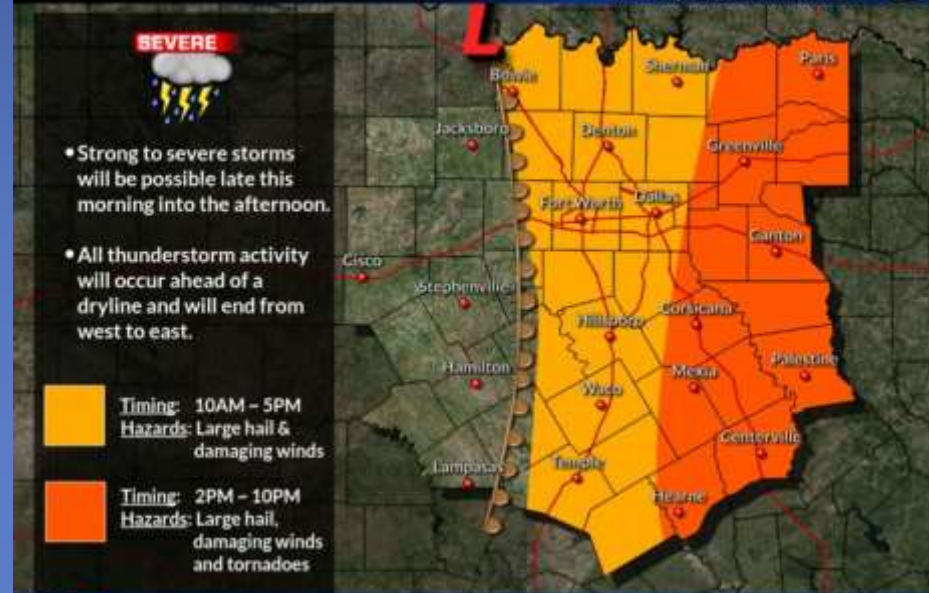 SEVERE
• Strong to severe storms
will be possible late this
morning into the afternoon.
• All thunderstorm activity
will occur ahead of a
dryline and will end from
west to east.
Timing: 10AM – 5PM
Hazards: Large hail &
damaging winds
Timing: 2PM – 10PM
Hazards: Large hail,
damaging winds
and tornadoes
L
Bowie
Sherman
Paris
Jacksboro
Denton
Greenville
Fort Worth
Dallas
Canton
Cisco
Stephenville
Hillsboro
Corsicana
Hamilton
Waco
Mexia
Palestine
Lampasas
Temple
Centerville
Hearne